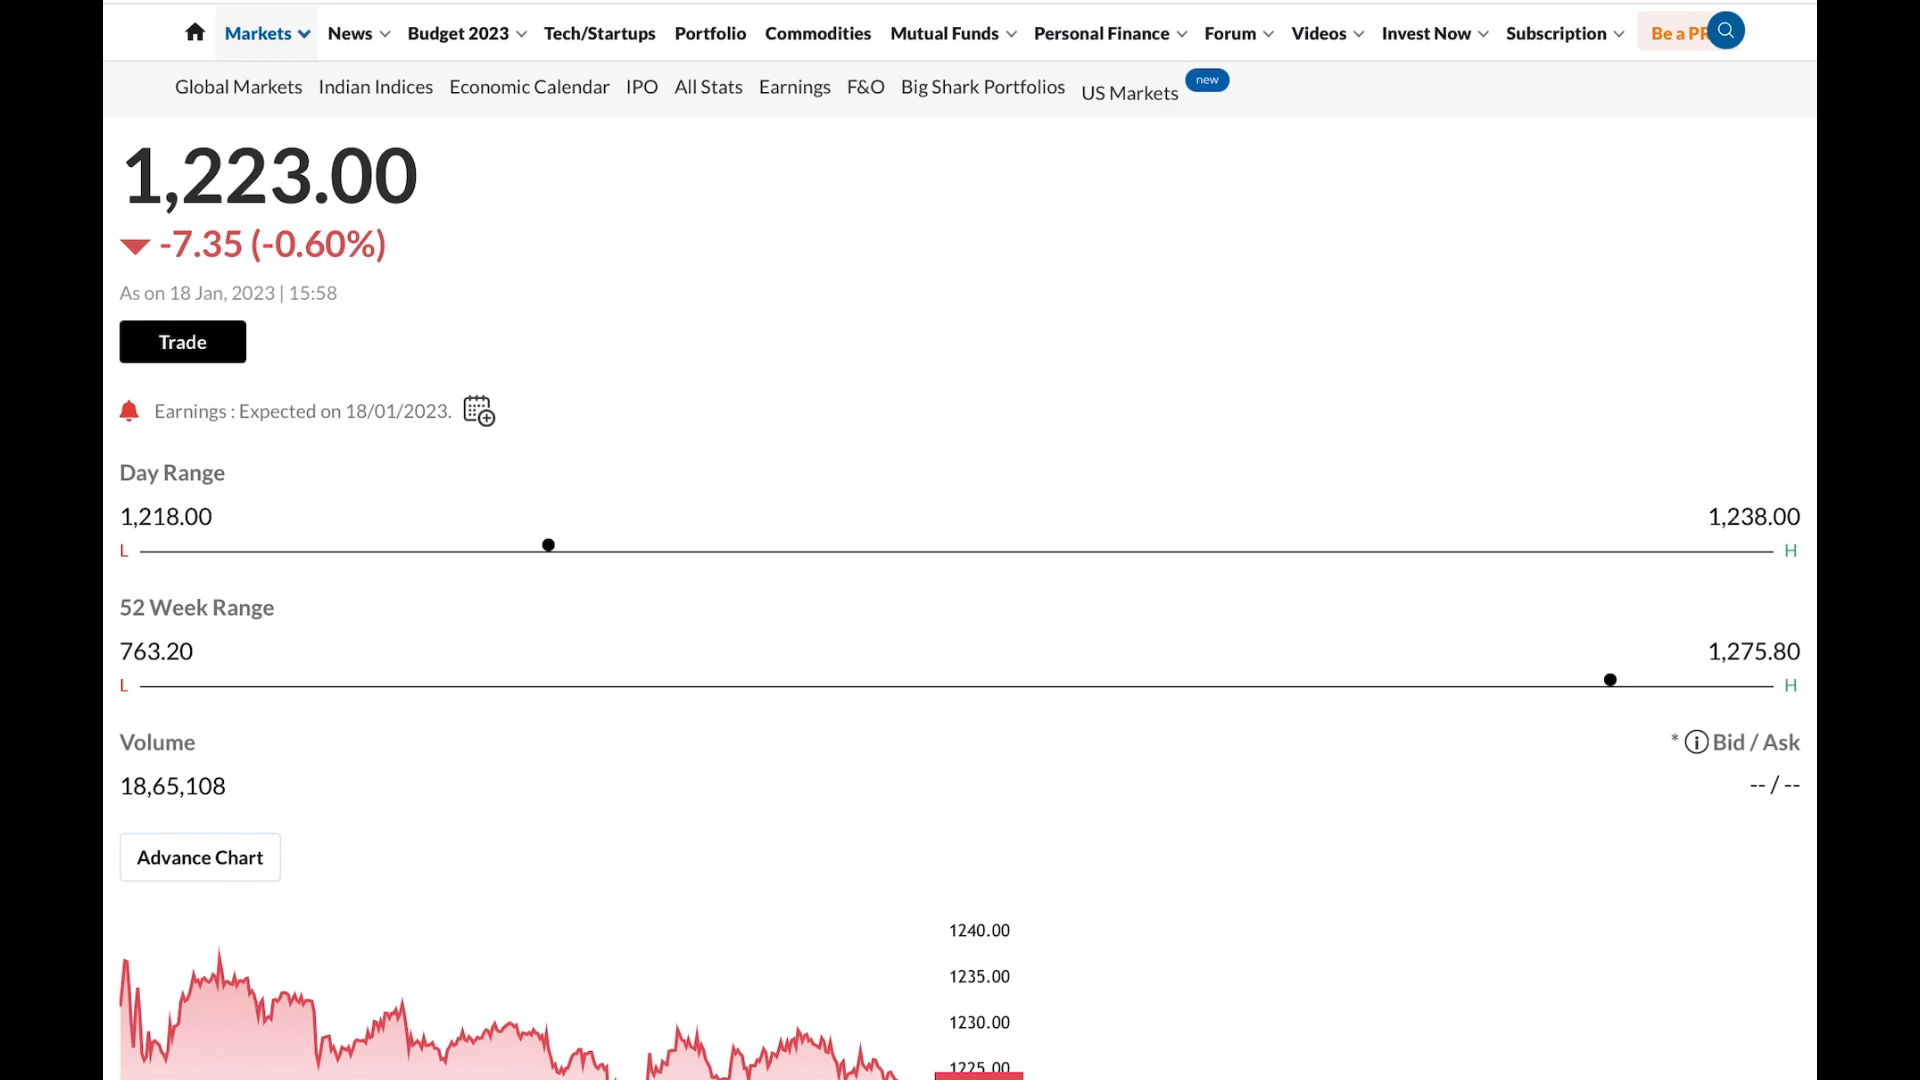 Markets News Budget 2023 Tech/Startups Portfolio Commodities Mutual Funds Personal Finance Forum Videos Invest Now Subscription Be a
Global Markets Indian Indices Economic Calendar IPO All Stats Earnings F&O Big Shark Portfolios US Markets new
1,223.00
-7.35 (-0.60%)
As on 18 Jan, 2023 | 15:58
Trade
Earnings : Expected on 18/01/2023.
Day Range
1,218.00 1,238.00
L H
52 Week Range
763.20 1,275.80
L H
Volume * i Bid / Ask
18,65,108 -- / --
Advance Chart
1240.00
1235.00
1230.00
1225.00